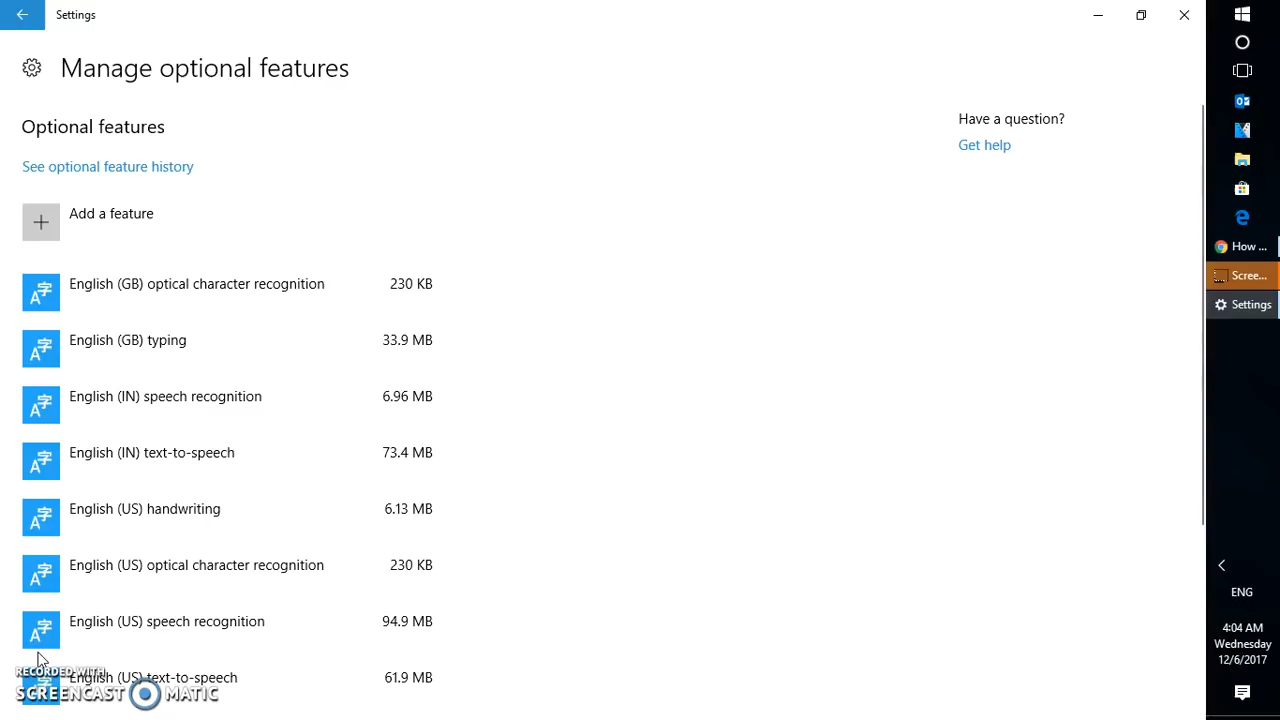 Settings
Manage optional features
Optional features
See optional feature history
Add a feature
English (GB) optical character recognition 230 KB
English (GB) typing 33.9 MB
English (IN) speech recognition 6.96 MB
English (IN) text-to-speech 73.4 MB
English (US) handwriting 6.13 MB
English (US) optical character recognition 230 KB
English (US) speech recognition 94.9 MB
English (US) text-to-speech 61.9 MB
Have a question?
Get help
RECORDED WITH
SCREENCAST MATIC
How ...
Scree...
Settings
ENG
4:04 AM
Wednesday
12/6/2017